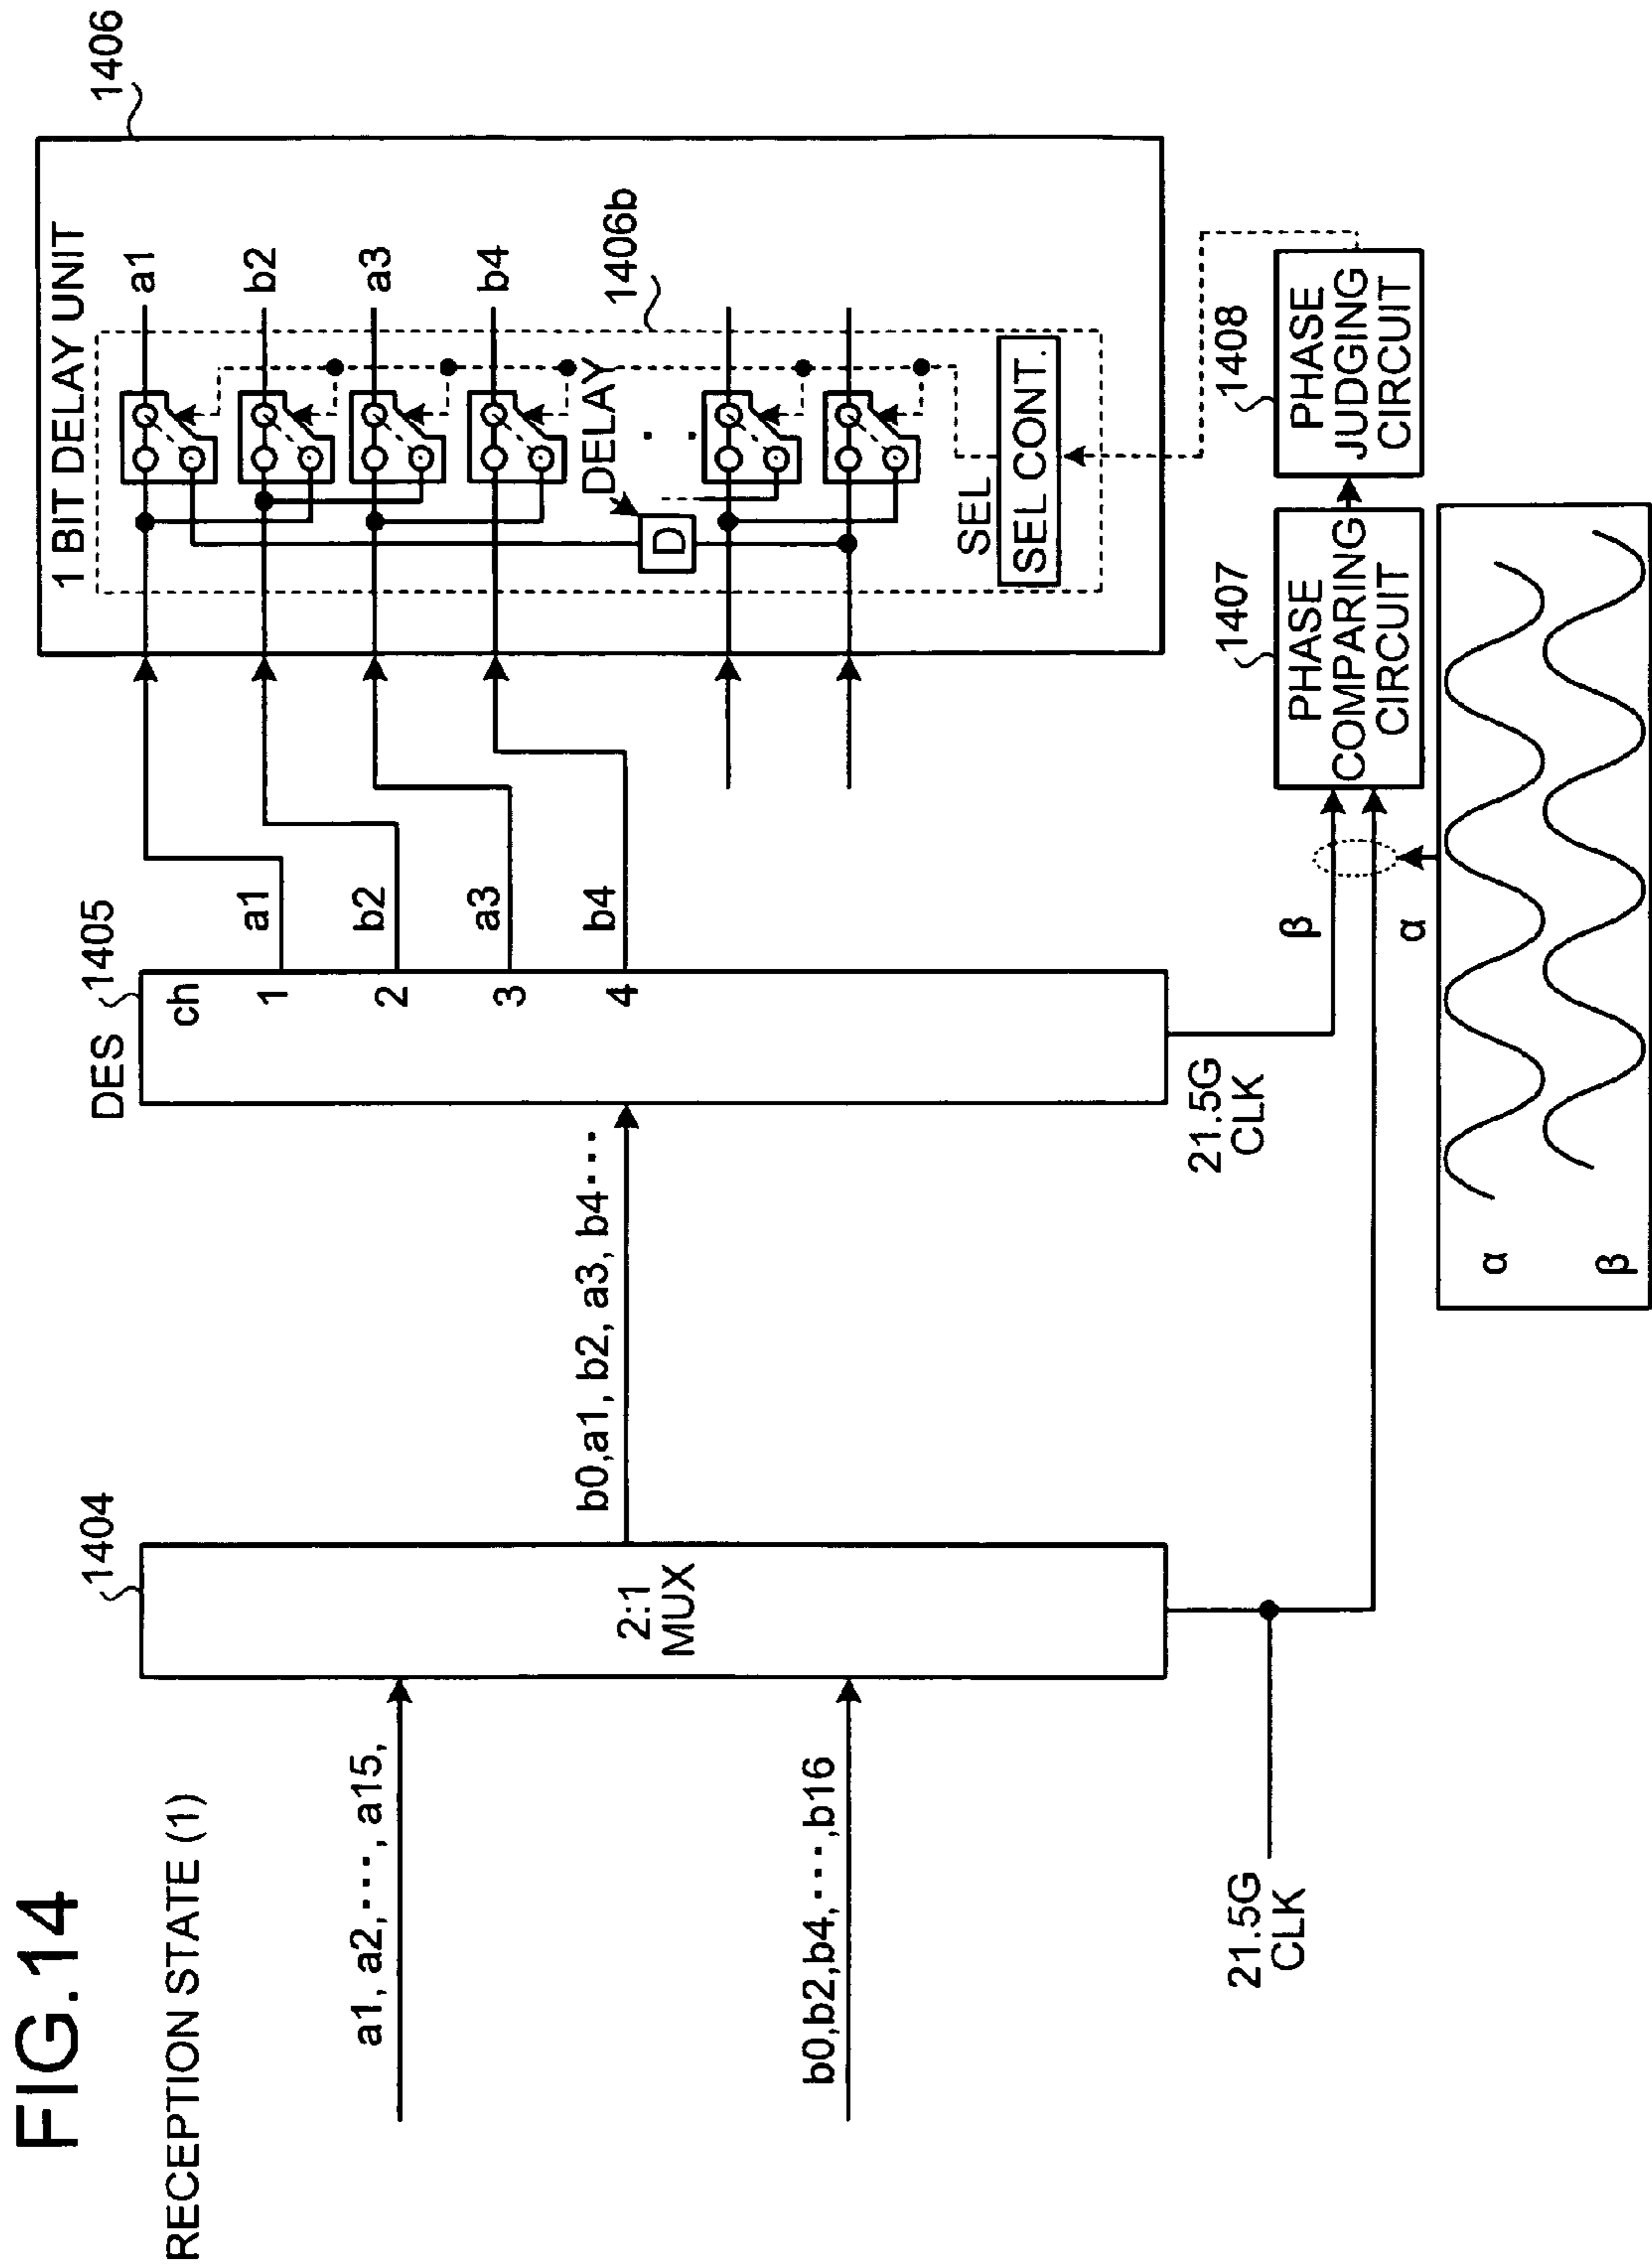 FIG.14
RECEPTION STATE (1)
a1, a2,⋯, a15,
b0,b2,b4,⋯,b16
21.5G
CLK
1404
2:1
MUX
b0,a1, b2, a3, b4⋯
DES
1405
ch
1
2
3
4
a1
b2
a3
b4
21.5G
CLK
β
α
1406
1 BIT DELAY UNIT
a1
b2
a3
b4
1406b
DELAY
D
SEL
SEL CONT.
1407
PHASE
COMPARING
CIRCUIT
1408
PHASE
JUDGING
CIRCUIT
α
β